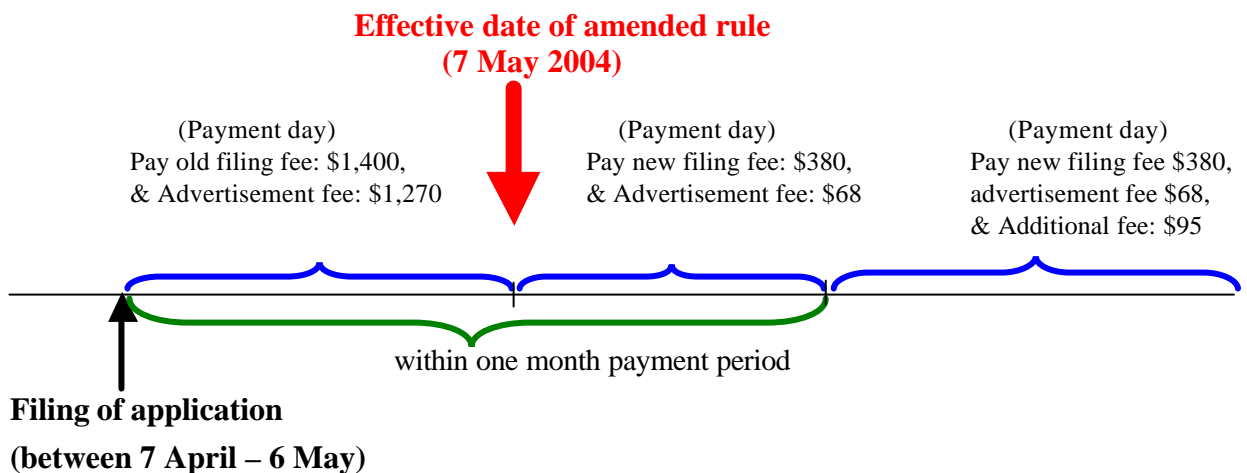 Effective date of amended rule
(7 May 2004)
(Payment day)
Pay old filing fee: $1,400,
& Advertisement fee: $1,270
(Payment day)
Pay new filing fee: $380,
& Advertisement fee: $68
(Payment day)
Pay new filing fee $380,
advertisement fee $68,
& Additional fee: $95
within one month payment period
Filing of application
(between 7 April – 6 May)